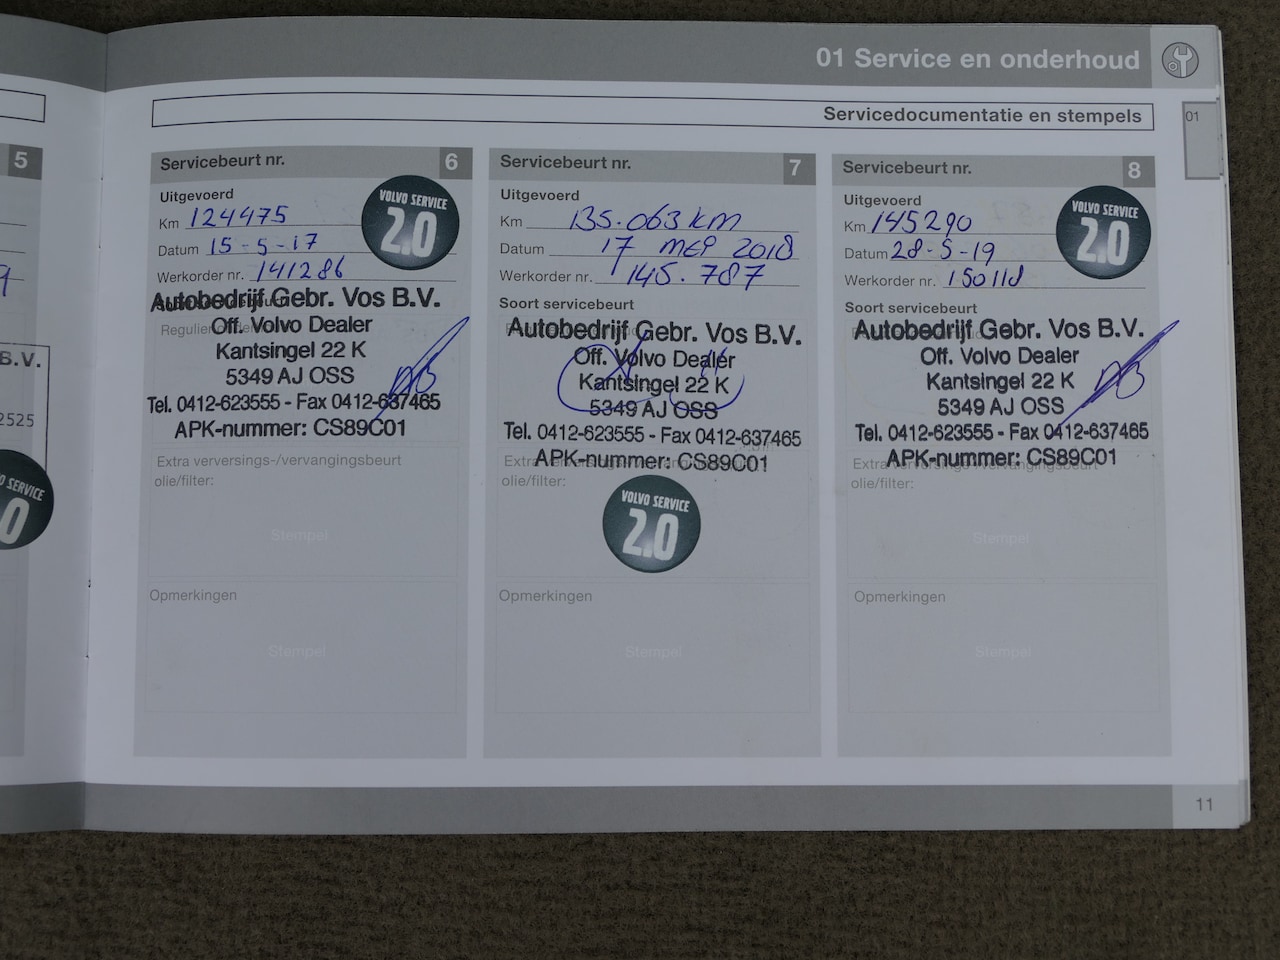 01 Service en onderhoud
Servicedocumentatie en stempels
01
5
B.V.
2525
SERVICE
Servicebeurt nr. 6
Uitgevoerd
Km 124475
Datum 15-5-17
Werkorder nr. 141286
VOLVO SERVICE
2.0
Autobedrijf Gebr. Vos B.V.
Off. Volvo Dealer
Kantsingel 22 K
5349 AJ OSS
Tel. 0412-623555 - Fax 0412-637465
APK-nummer: CS89C01
Extra verversings-/vervangingsbeurt
olie/filter:
Stempel
Opmerkingen
Stempel
Servicebeurt nr. 7
Uitgevoerd
Km 135.063 km
Datum 17 mei 2018
Werkorder nr. 145.787
Soort servicebeurt
Autobedrijf Gebr. Vos B.V.
Off. Volvo Dealer
Kantsingel 22 K
5349 AJ OSS
Tel. 0412-623555 - Fax 0412-637465
APK-nummer: CS89C01
olie/filter:
VOLVO SERVICE
2.0
Opmerkingen
Stempel
Servicebeurt nr. 8
Uitgevoerd
Km 145290
Datum 28-5-19
Werkorder nr. 150118
VOLVO SERVICE
2.0
Soort servicebeurt
Autobedrijf Gebr. Vos B.V.
Off. Volvo Dealer
Kantsingel 22 K
5349 AJ OSS
Tel. 0412-623555 - Fax 0412-637465
APK-nummer: CS89C01
Extra verversings-/vervangingsbeurt
olie/filter:
Stempel
Opmerkingen
Stempel
11